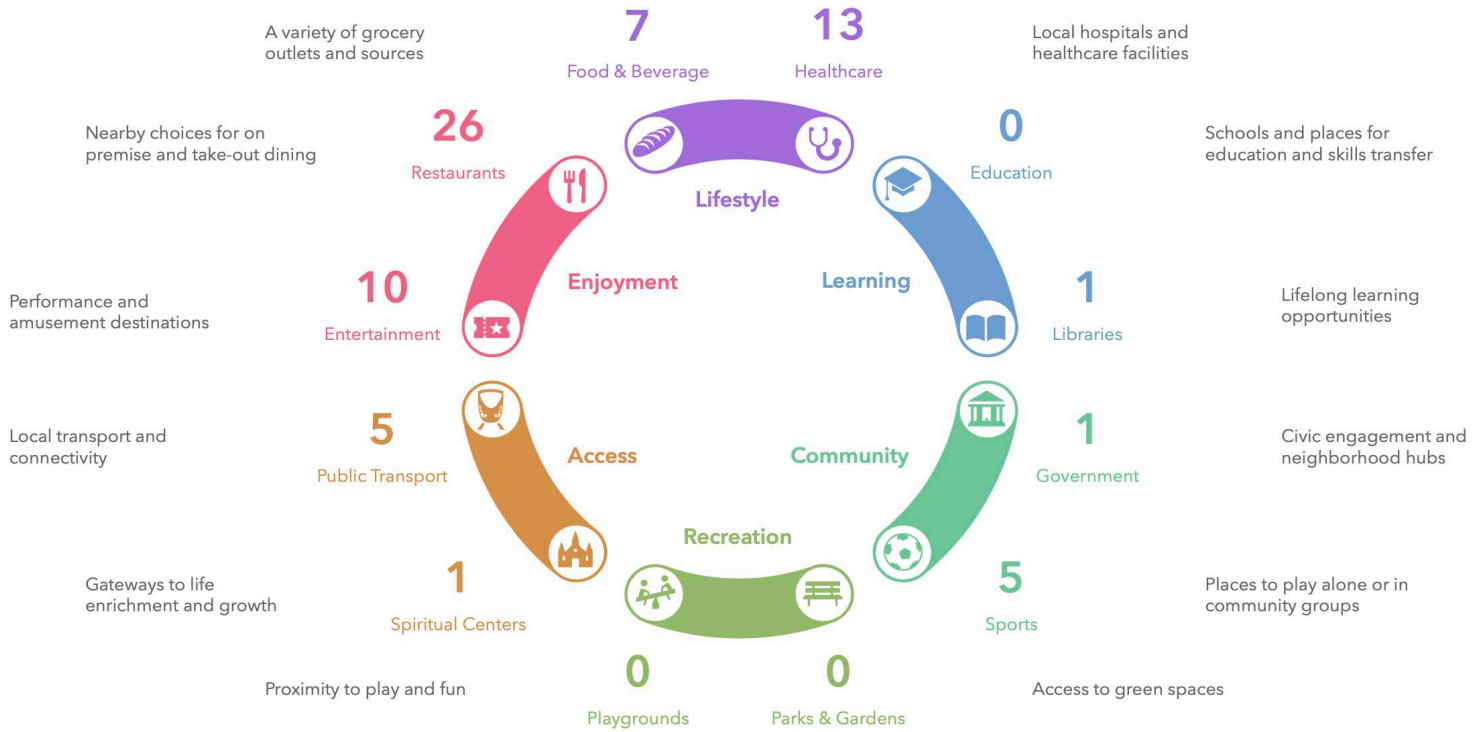 A variety of grocery
outlets and sources
7
Food & Beverage
13
Healthcare
Local hospitals and
healthcare facilities
Nearby choices for on
premise and take-out dining
26
Restaurants
0
Education
Schools and places for
education and skills transfer
Lifestyle
Performance and
amusement destinations
10
Entertainment
Enjoyment
Learning
1
Libraries
Lifelong learning
opportunities
Local transport and
connectivity
5
Public Transport
Access
Community
1
Government
Civic engagement and
neighborhood hubs
Recreation
Gateways to life
enrichment and growth
1
Spiritual Centers
5
Sports
Places to play alone or in
community groups
Proximity to play and fun
0
Playgrounds
0
Parks & Gardens
Access to green spaces